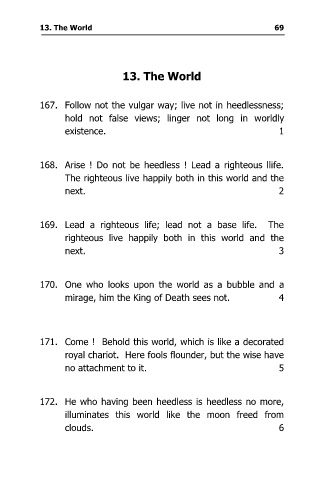 13. The World 69
13. The World
167. Follow not the vulgar way; live not in heedlessness;
hold not false views; linger not long in worldly
existence. 1
168. Arise ! Do not be heedless ! Lead a righteous llife.
The righteous live happily both in this world and the
next. 2
169. Lead a righteous life; lead not a base life. The
righteous live happily both in this world and the
next. 3
170. One who looks upon the world as a bubble and a
mirage, him the King of Death sees not. 4
171. Come ! Behold this world, which is like a decorated
royal chariot. Here fools flounder, but the wise have
no attachment to it. 5
172. He who having been heedless is heedless no more,
illuminates this world like the moon freed from
clouds. 6